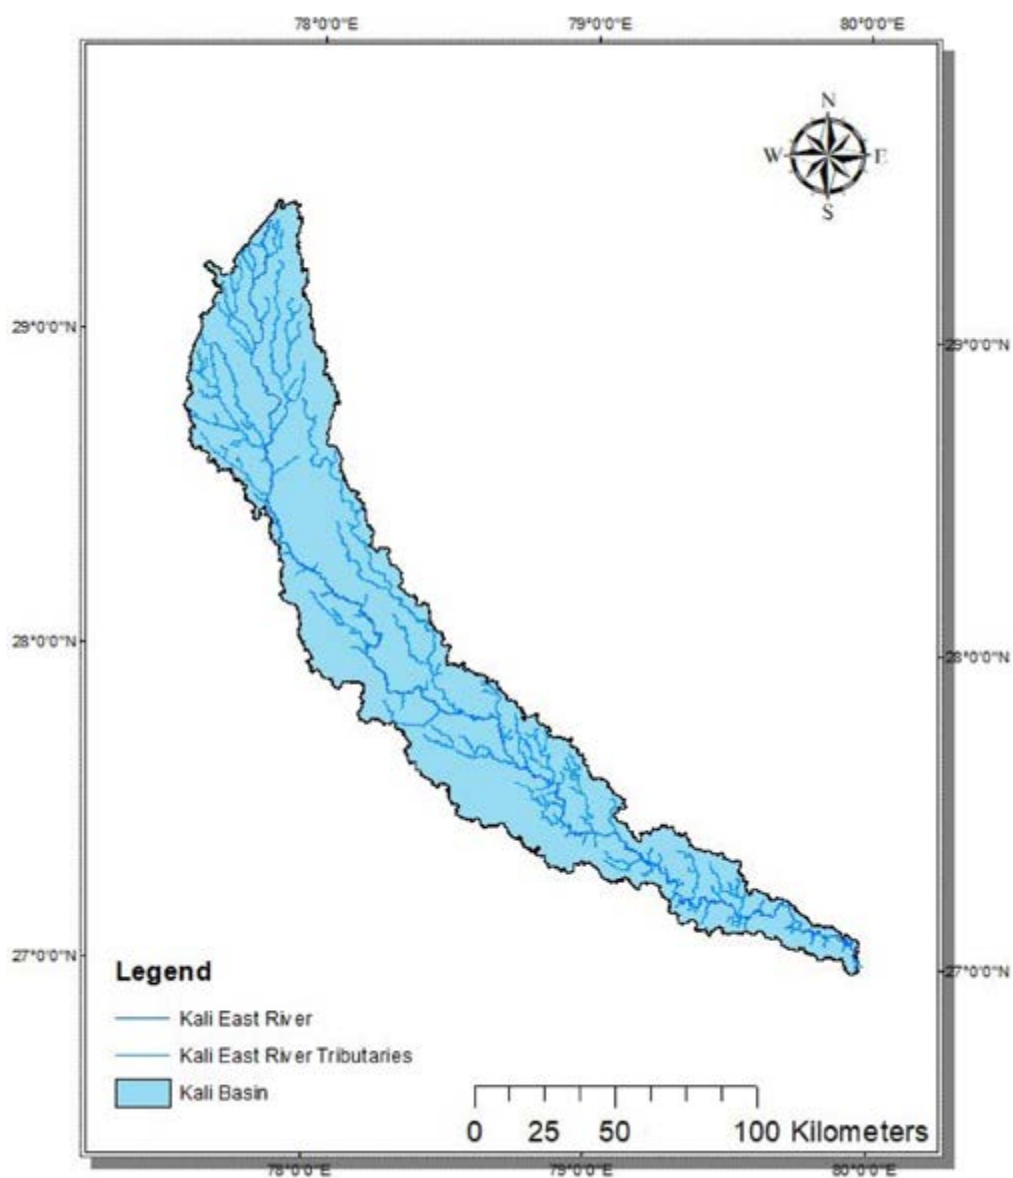 78°0'0"E 79°0'0"E 80°0'0"E
N
W E
S
29°0'0"N 29°0'0"N
28°0'0"N 28°0'0"N
27°0'0"N 27°0'0"N
Legend
Kali East River
Kali East River Tributaries
Kali Basin
0 25 50 100 Kilometers
78°0'0"E 79°0'0"E 80°0'0"E